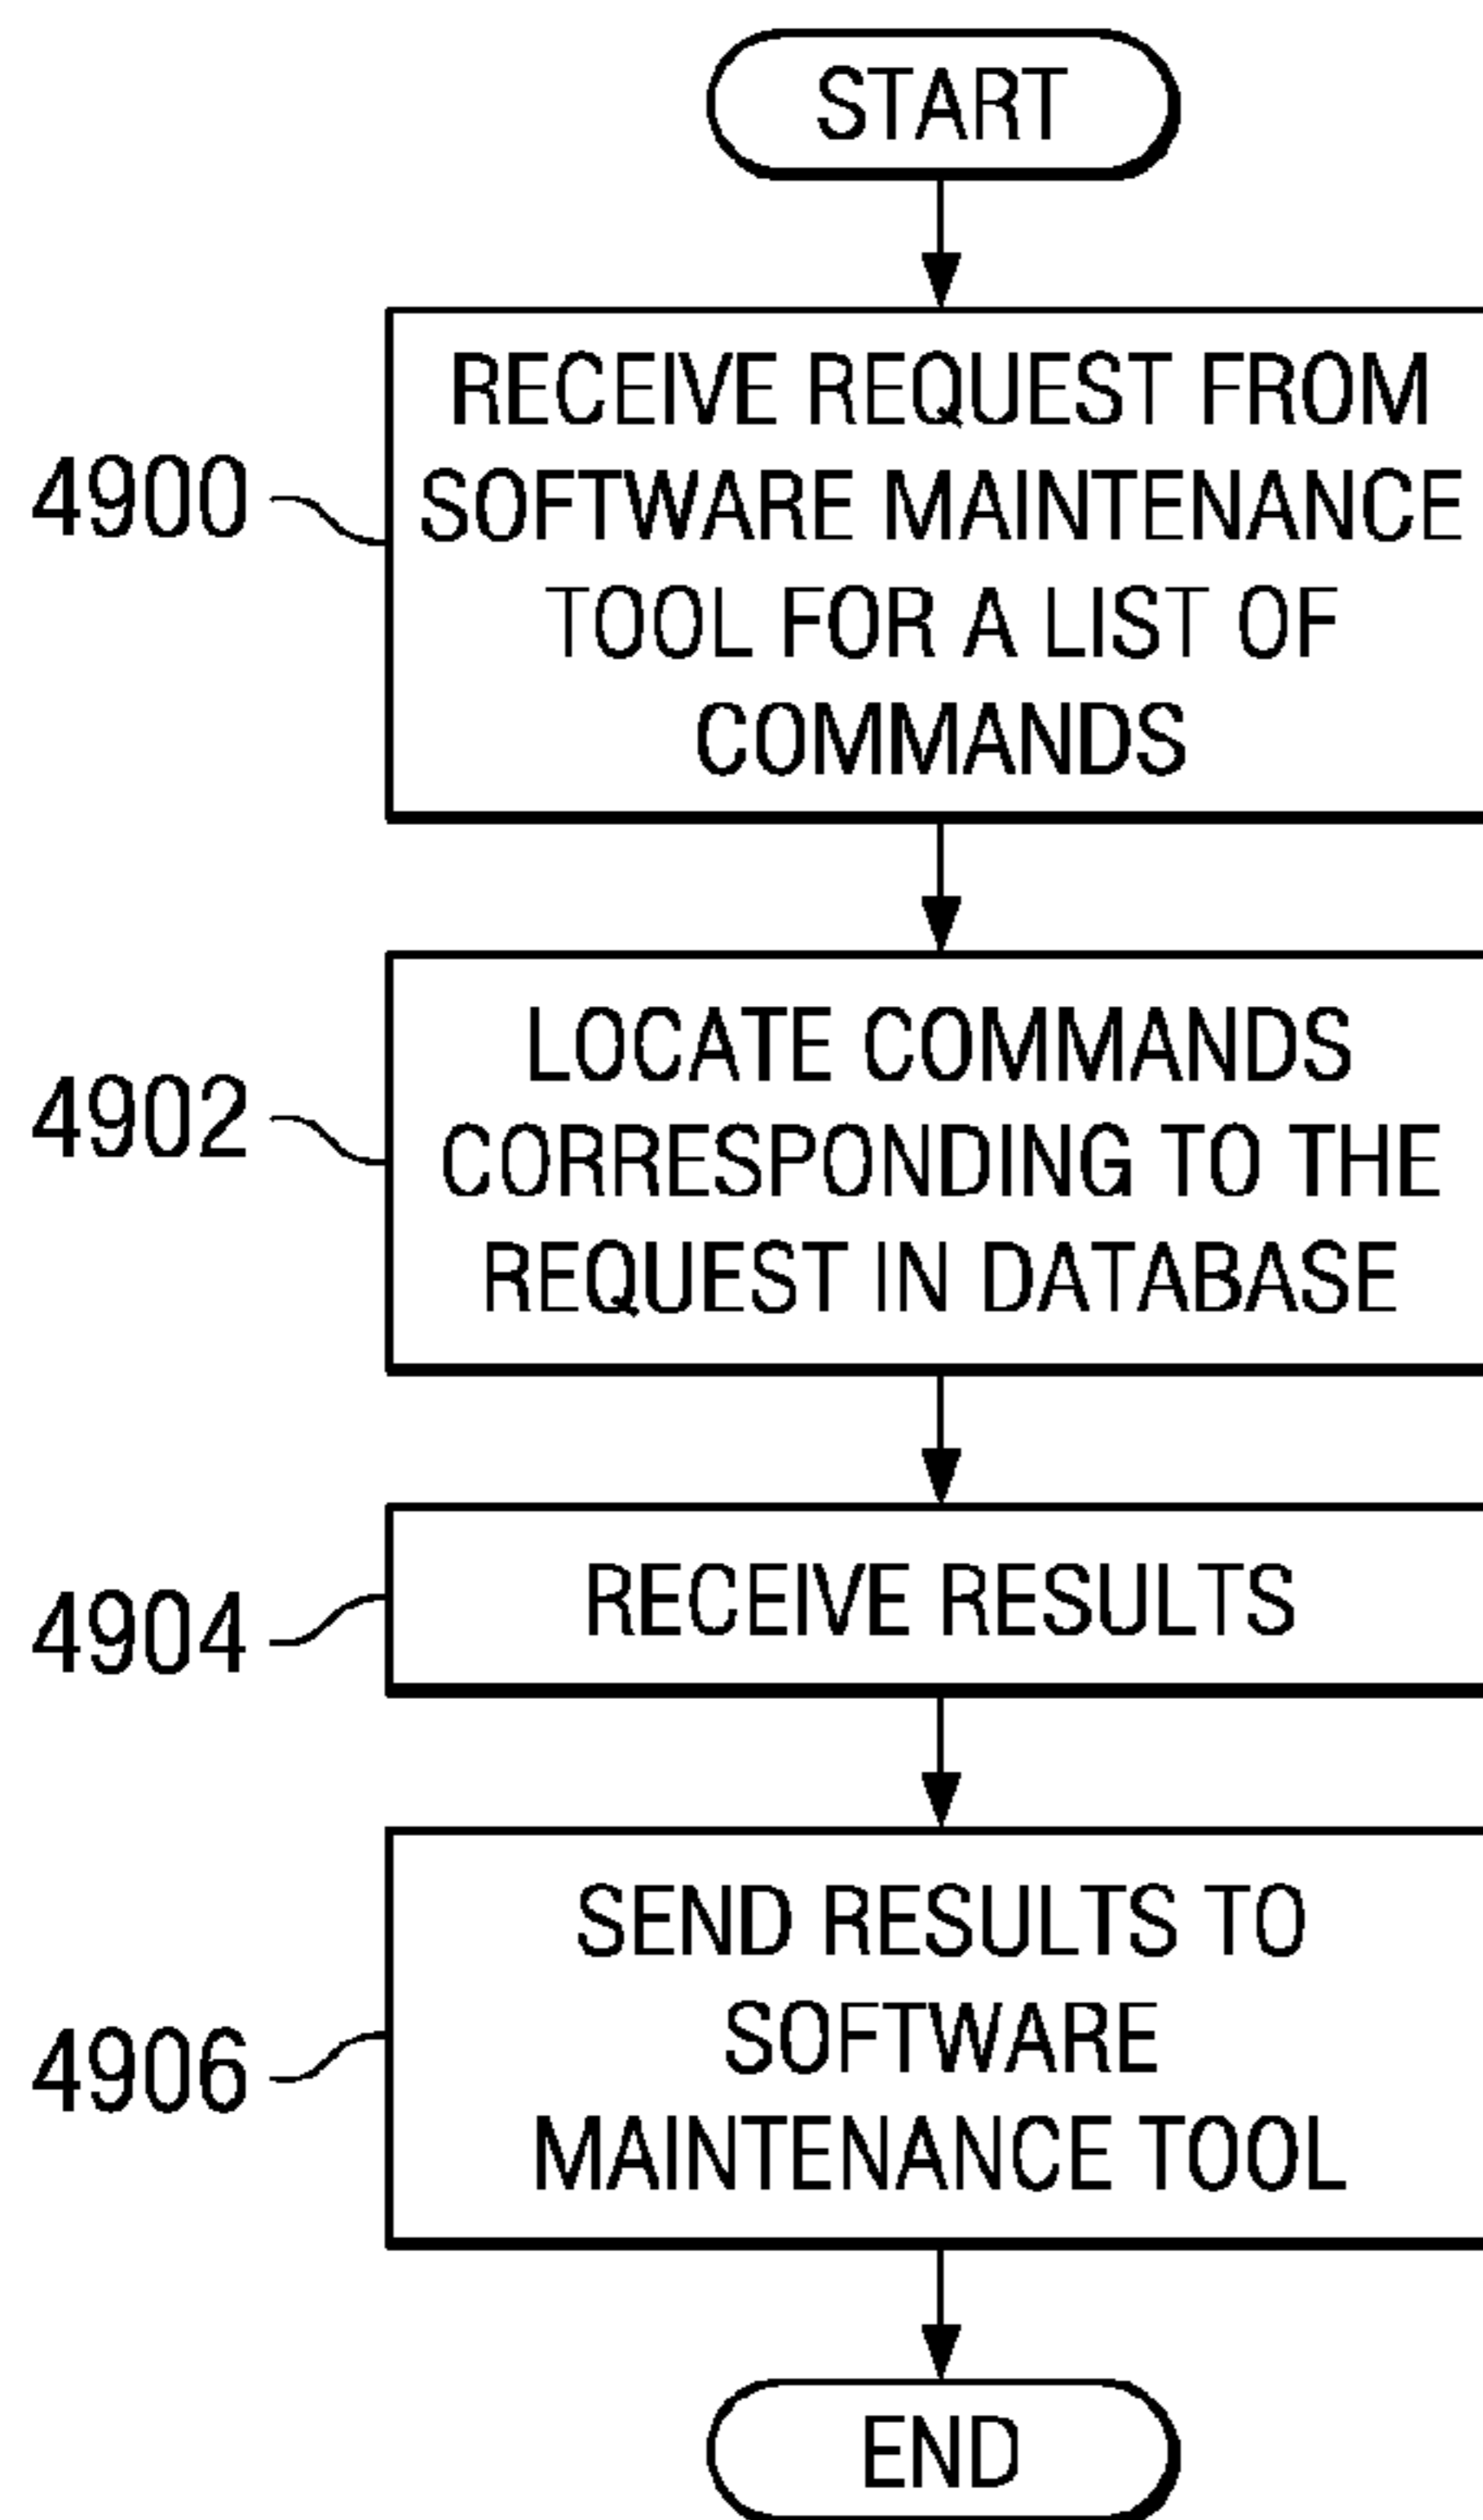 START
4900
RECEIVE REQUEST FROM
SOFTWARE MAINTENANCE
TOOL FOR A LIST OF
COMMANDS
4902
LOCATE COMMANDS
CORRESPONDING TO THE
REQUEST IN DATABASE
4904
RECEIVE RESULTS
4906
SEND RESULTS TO
SOFTWARE
MAINTENANCE TOOL
END